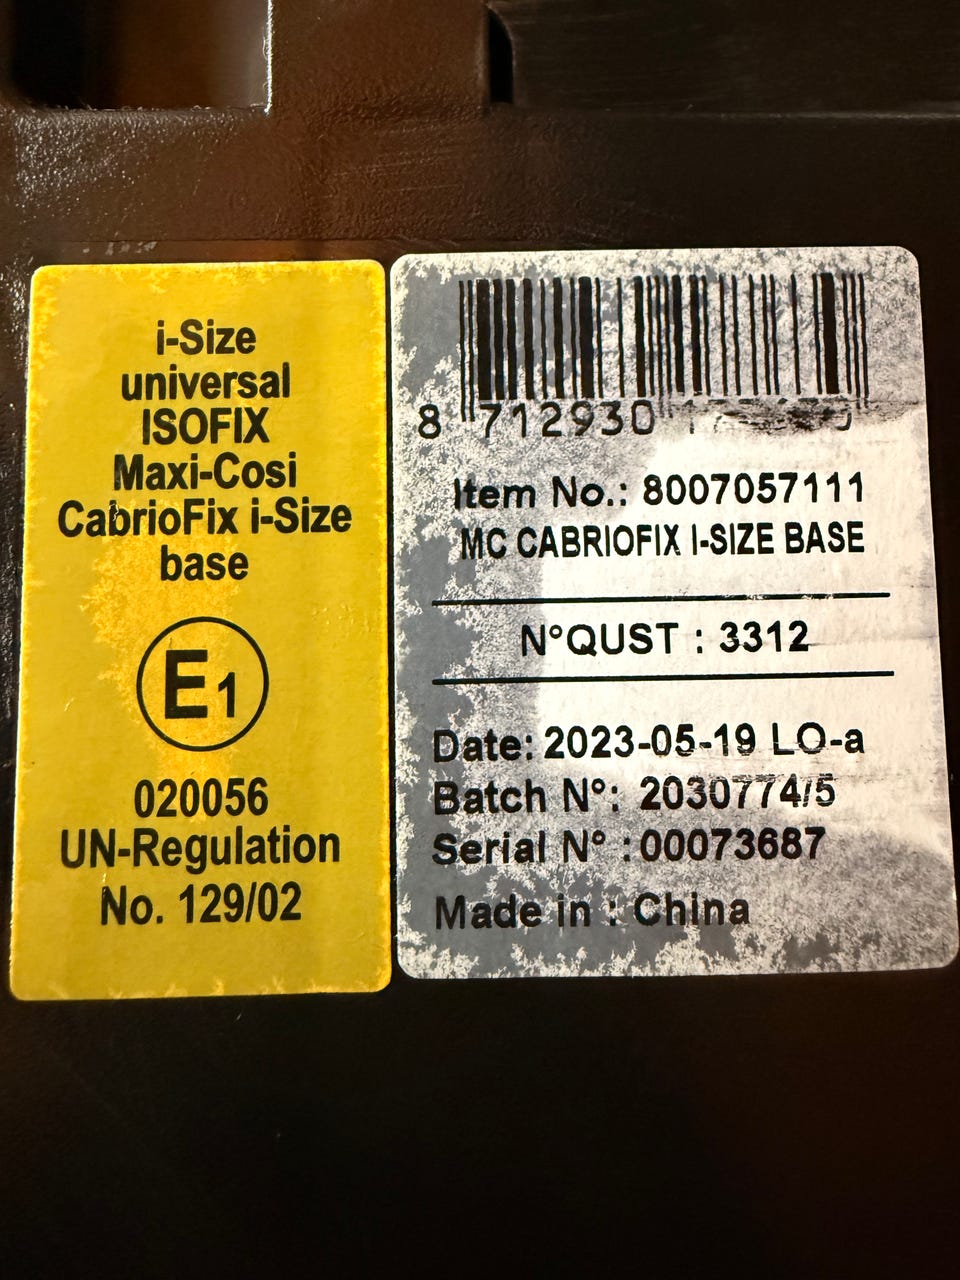 i-Size
universal
ISOFIX
Maxi-Cosi
CabrioFix i-Size
base
E1
020056
UN-Regulation
No. 129/02
8 712930
Item No.: 8007057111
MC CABRIOFIX I-SIZE BASE
N°QUST : 3312
Date: 2023-05-19 LO-a
Batch N°: 2030774/5
Serial N° : 00073687
Made in : China